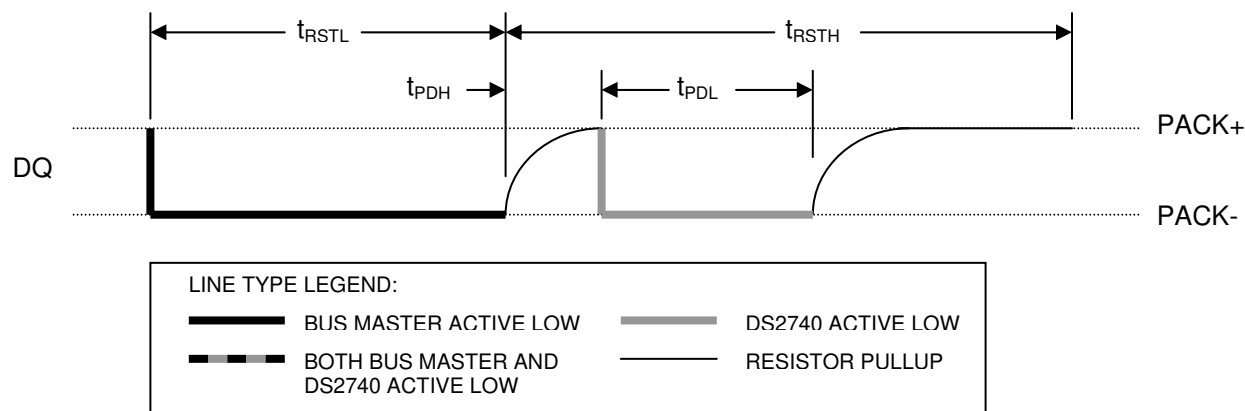 tRSTL
tRSTH
tPDH
tPDL
PACK+
DQ
PACK-
LINE TYPE LEGEND:
BUS MASTER ACTIVE LOW
DS2740 ACTIVE LOW
BOTH BUS MASTER AND
DS2740 ACTIVE LOW
RESISTOR PULLUP